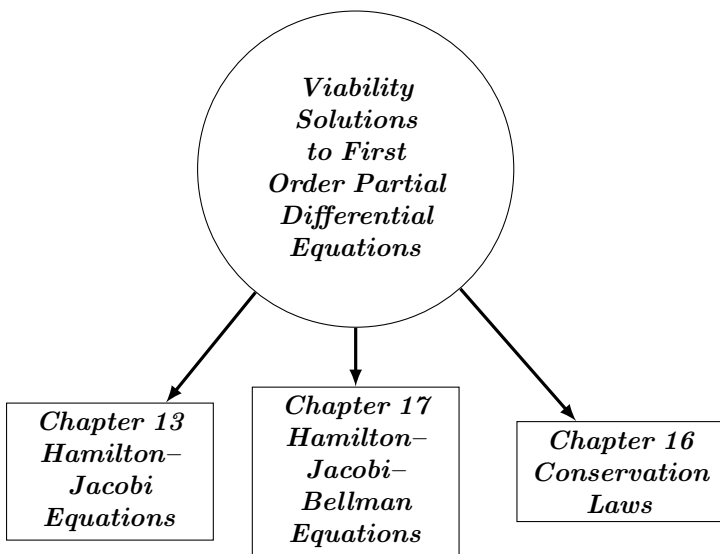 Viability
Solutions
to First
Order Partial
Differential
Equations
Chapter 13
Hamilton–
Jacobi
Equations
Chapter 17
Hamilton–
Jacobi–
Bellman
Equations
Chapter 16
Conservation
Laws